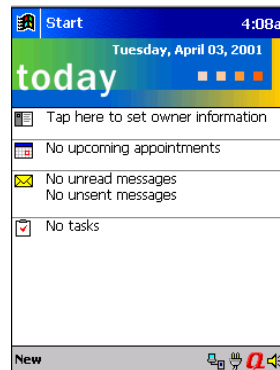 Start 4:08a
Tuesday, April 03, 2001
today
Tap here to set owner information
No upcoming appointments
No unread messages
No unsent messages
No tasks
New